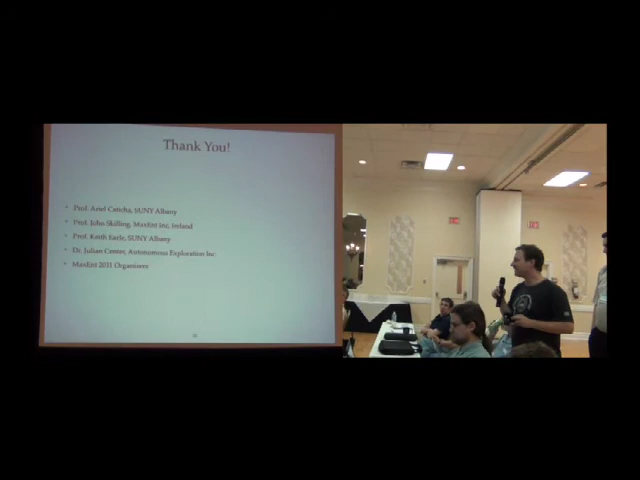 Thank You!
Prof. Ariel Caticha, SUNY Albany
Prof. John Skilling, MaxEnt Inc, Ireland
Prof. Keith Earle, SUNY Albany
Dr. Julian Center, Autonomous Exploration Inc
MaxEnt 2011 Organizers